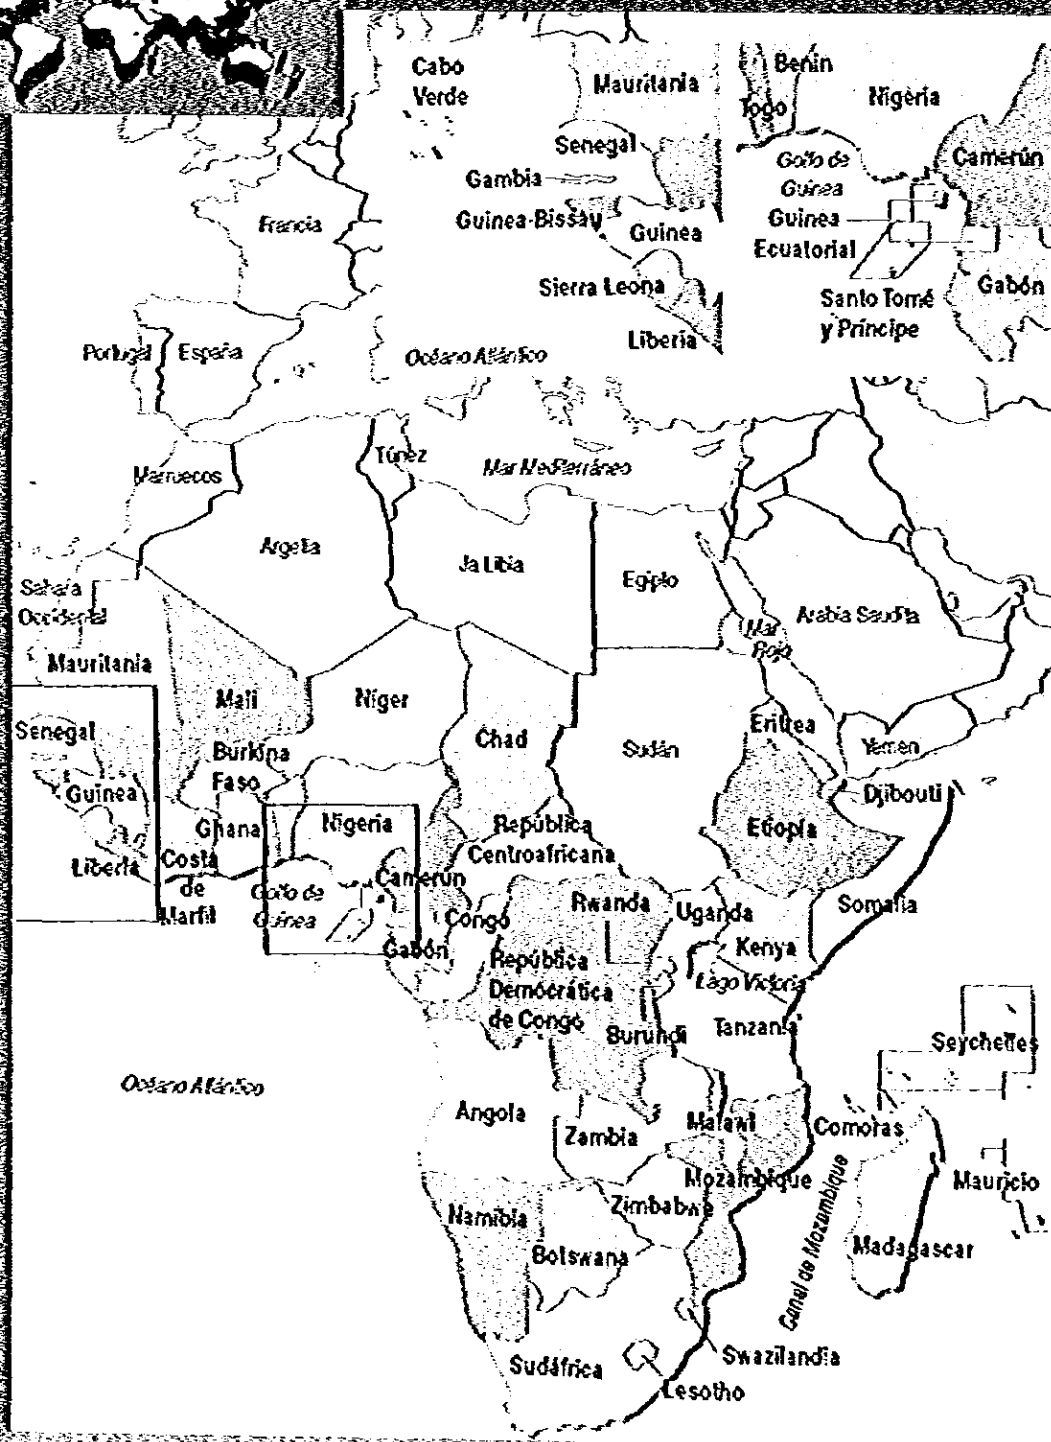 Cabo
Verde
Mauritania
Senegal
Gambia
Guinea-Bissáu
Guinea
Sierra Leona
Liberia
Océano Atlántico
Benin
Togo
Nigeria
Golfo de
Guinea
Camerún
Guinea
Ecuatorial
Santo Tomé
y Príncipe
Gabón
Francia
Portugal
España
Marruecos
Túnez
Mar Mediterráneo
Argelia
Ja Libia
Egipto
Arabia Saudita
Mar
Rojo
Sahara
Occidental
Mauritania
Mali
Níger
Chad
Sudán
Eritrea
Yemen
Senegal
Burkina
Faso
Guinea
Ghana
Nigeria
República
Centroafricana
Etiopía
Djibouti
Liberia
Costa
de
Marfil
Golfo de
Guinea
Camerún
Gabón
Congo
Rwanda
Uganda
Somalia
Kenya
República
Democrática
de Congo
Lago Victoria
Burundi
Tanzania
Seychelles
Océano Atlántico
Angola
Zambia
Malawi
Comoras
Mozambique
Zimbabwe
Canal de Mozambique
Mauricio
Namibia
Botswana
Madagascar
Sudáfrica
Swazilandia
Lesotho